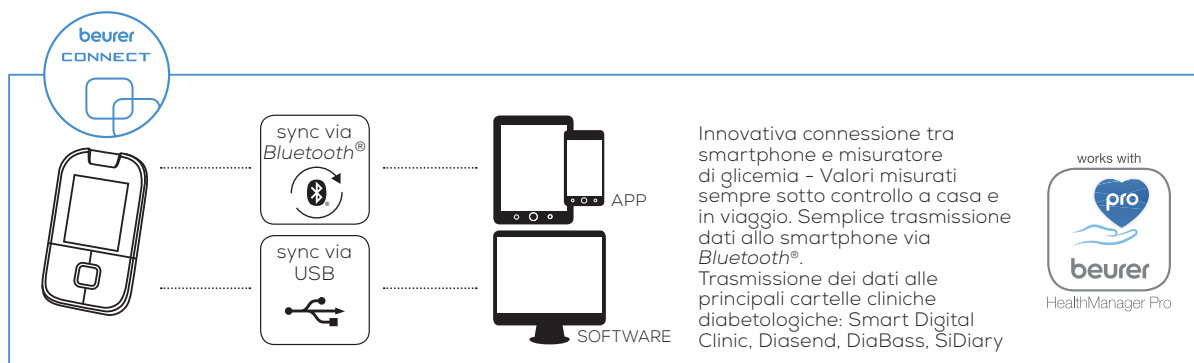 beurer
CONNECT
sync via
Bluetooth®
sync via
USB
APP
SOFTWARE
Innovativa connessione tra
smartphone e misuratore
di glicemia - Valori misurati
sempre sotto controllo a casa e
in viaggio. Semplice trasmissione
dati allo smartphone via
Bluetooth®.
Trasmissione dei dati alle
principali cartelle cliniche
diabetologiche: Smart Digital
Clinic, Diasend, DiaBass, SiDiary
works with
pro
beurer
HealthManager Pro